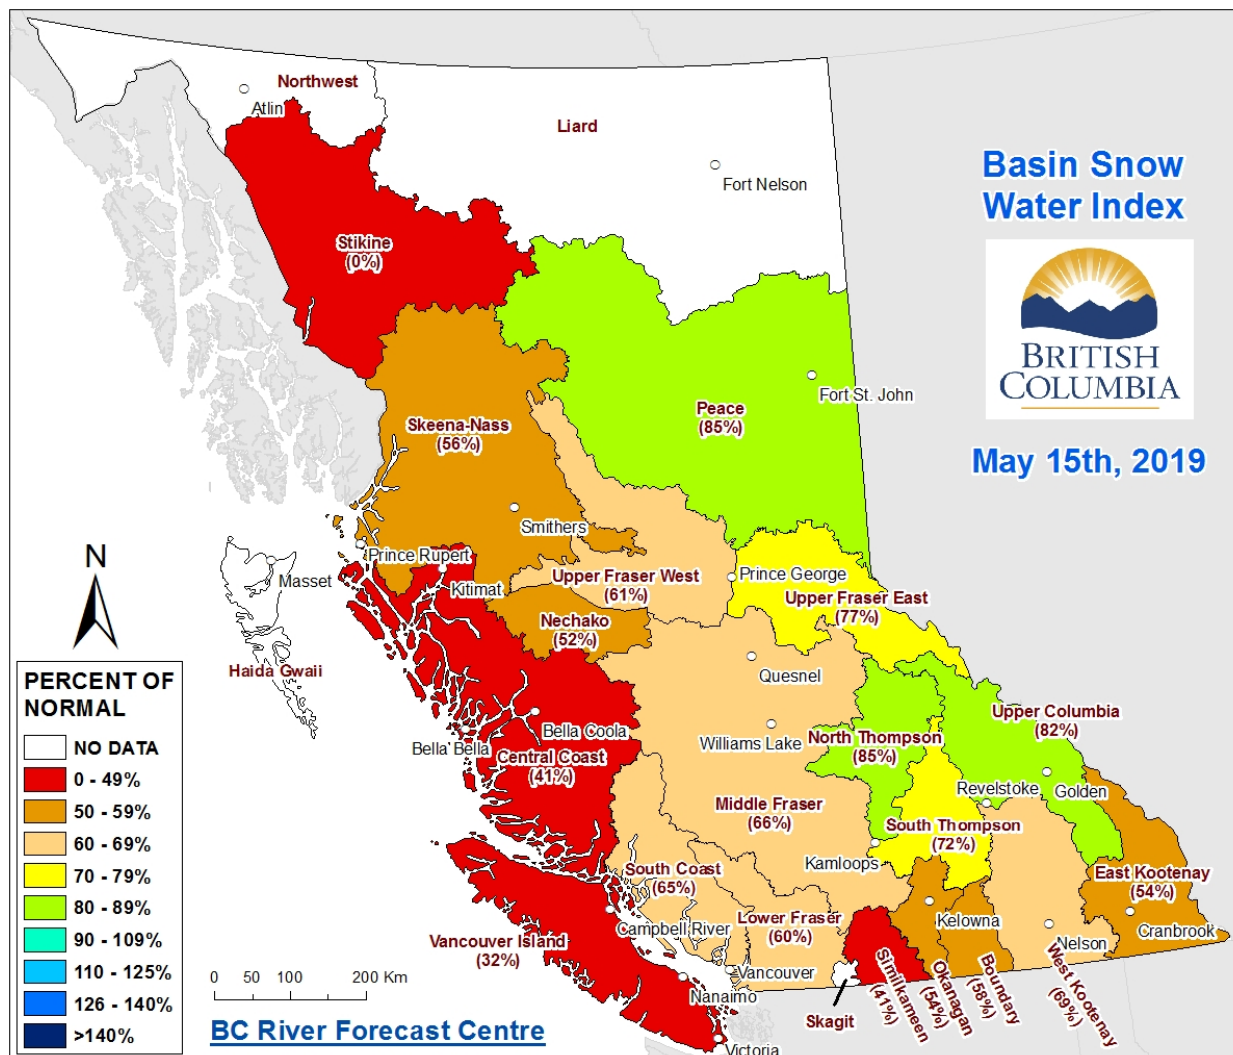 Northwest
Atlin
Liard
Fort Nelson
Basin Snow
Water Index
Stikine
(0%)
BRITISH
COLUMBIA
Fort St. John
Peace
(85%)
Skeena-Nass
(56%)
May 15th, 2019
Smithers
N
Prince Rupert
Masset
Kitimat
Upper Fraser West
(61%)
Prince George
Upper Fraser East
(77%)
Nechako
(52%)
Haida Gwaii
Quesnel
PERCENT OF
NORMAL
NO DATA
0 - 49%
50 - 59%
60 - 69%
70 - 79%
80 - 89%
90 - 109%
110 - 125%
126 - 140%
>140%
Bella Bella
Bella Coola
Central Coast
(41%)
Williams Lake
North Thompson
(85%)
Upper Columbia
(82%)
Revelstoke
Golden
Middle Fraser
(66%)
South Thompson
(72%)
Kamloops
South Coast
(65%)
East Kootenay
(54%)
Vancouver Island
(32%)
Campbell River
Lower Fraser
(60%)
Kelowna
Nelson
Cranbrook
0 50 100 200 Km
Vancouver
Nanaimo
Skagit
Similkameen
(41%)
Okanagan
(54%)
Boundary
(58%)
West Kootenay
(69%)
BC River Forecast Centre
Victoria